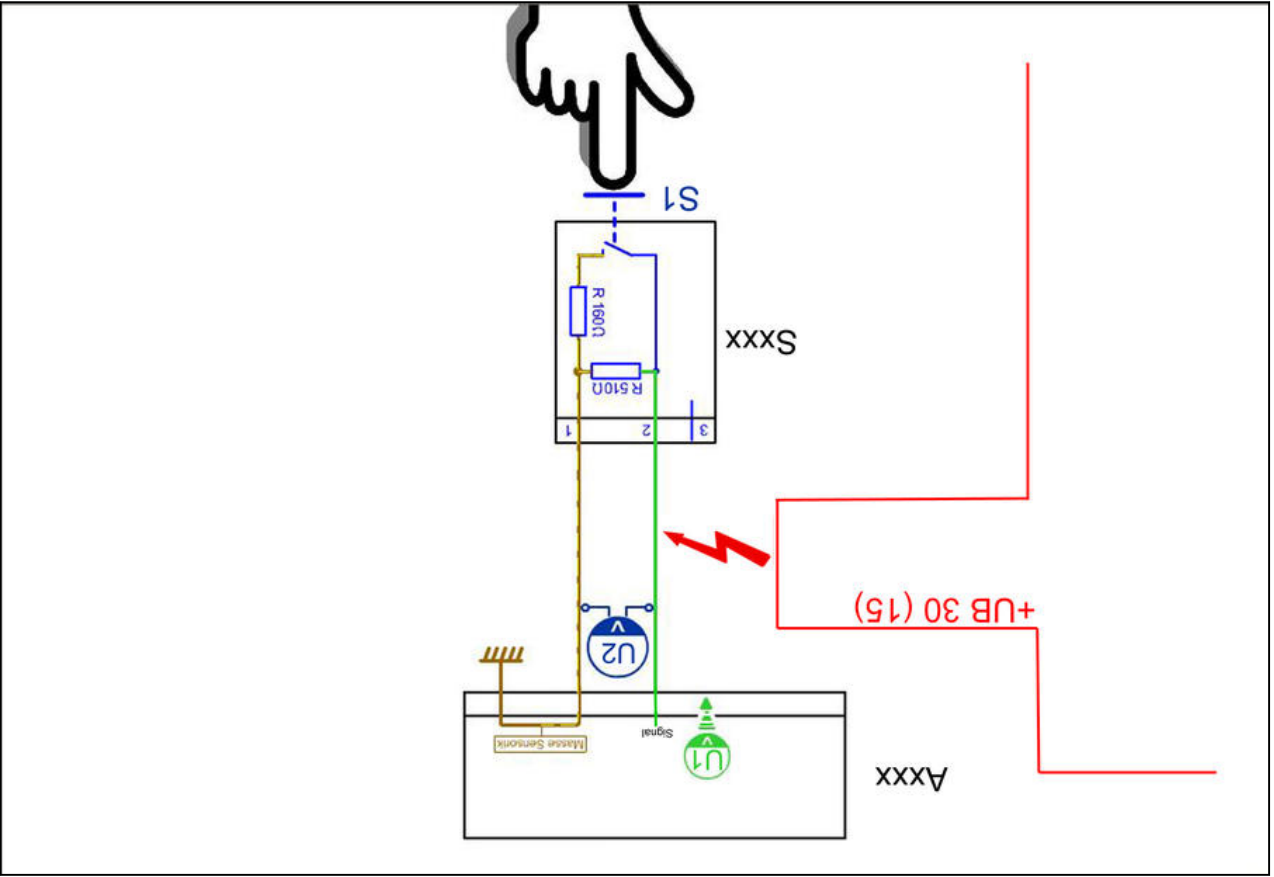 Axxx
U1
V
Signal
Masse Sensorik
U2
V
+UB 30 (15)
3 2 1
R 510Ω
Sxxx
R 160Ω
S1